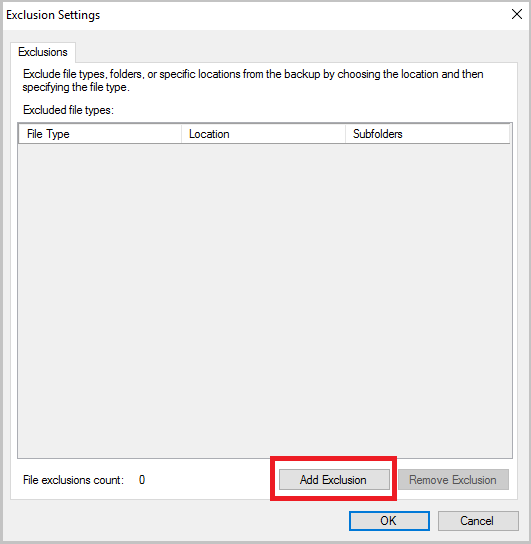 Exclusion Settings
Exclusions
Exclude file types, folders, or specific locations from the backup by choosing the location and then
specifying the file type.
Excluded file types:
File Type Location Subfolders
File exclusions count: 0 Add Exclusion Remove Exclusion
OK Cancel